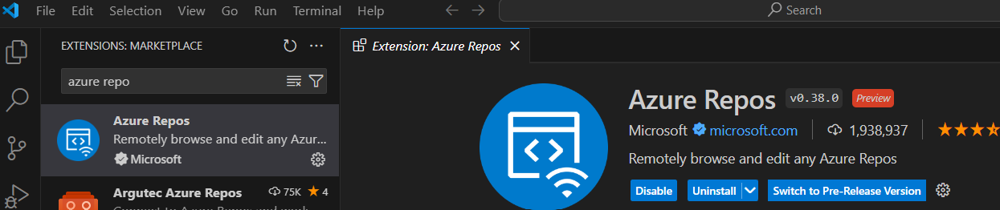 File Edit Selection View Go Run Terminal Help
Search
EXTENSIONS: MARKETPLACE
azure repo
Azure Repos
Remotely browse and edit any Azur...
Microsoft
Argutec Azure Repos 75K 4
Extension: Azure Repos
Azure Repos v0.38.0 Preview
Microsoft microsoft.com 1,938,937
Remotely browse and edit any Azure Repos
Disable Uninstall Switch to Pre-Release Version